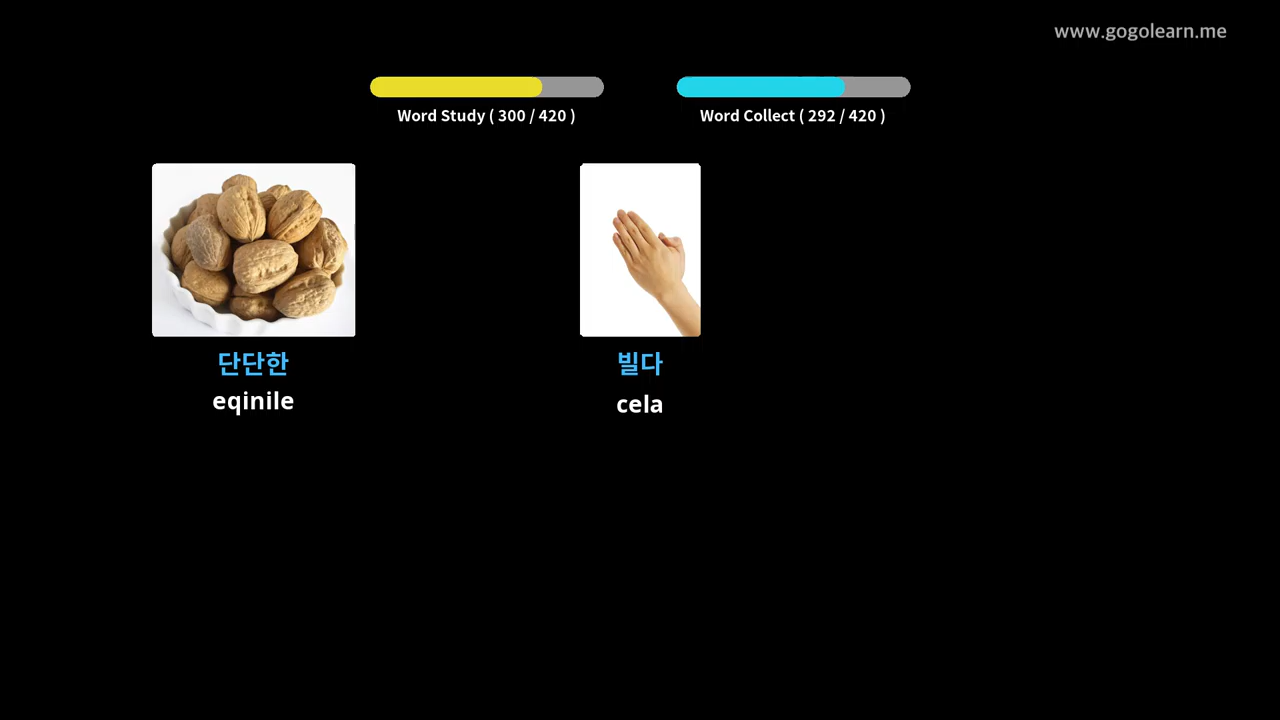 www.gogolearn.me
Word Study ( 300 / 420 )
Word Collect ( 292 / 420 )
단단한
eqinile
빌다
cela